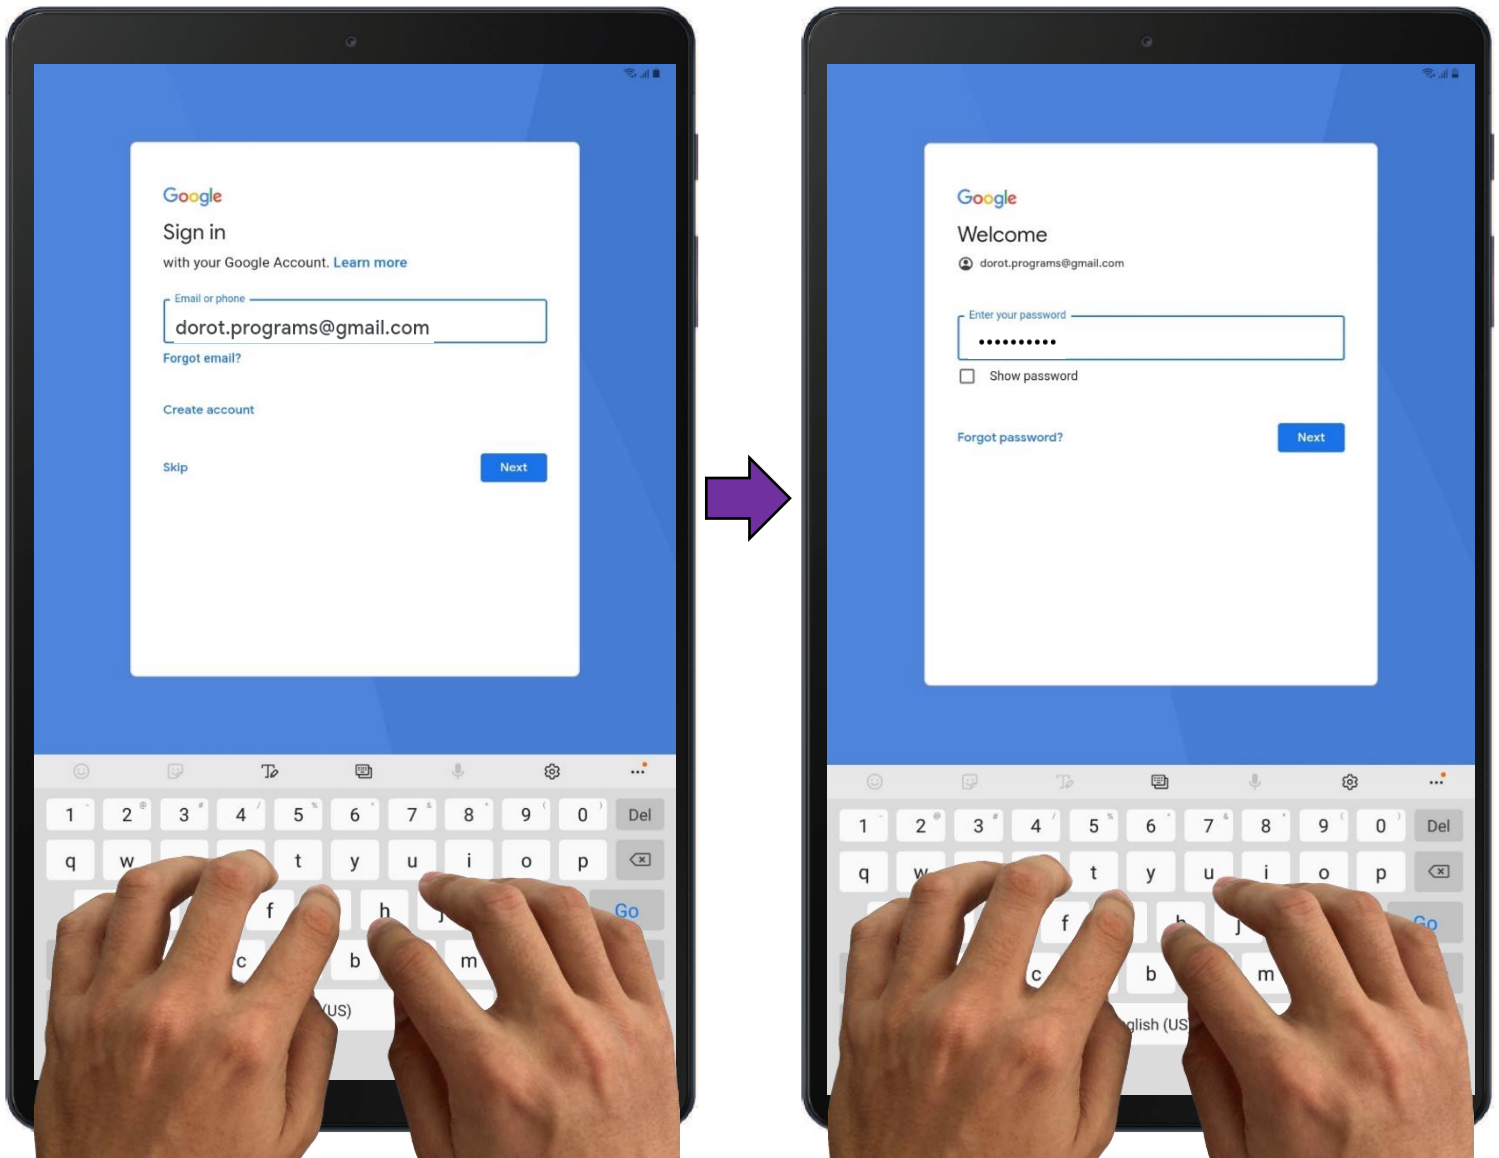 Google
Sign in
with your Google Account. Learn more
Email or phone
dorot.programs@gmail.com
Forgot email?
Create account
Skip
Next
1 2 @ 3 # 4 / 5 % 6 ^ 7 & 8 * 9 ( 0 ) Del
q w t y u i o p
f h j Go
c b m
(US)
Google
Welcome
dorot.programs@gmail.com
Enter your password
••••••••••
Show password
Forgot password?
Next
1 2 @ 3 # 4 / 5 % 6 ^ 7 & 8 * 9 ( 0 ) Del
q w t y u i o p
f h j Go
c b m
glish (US